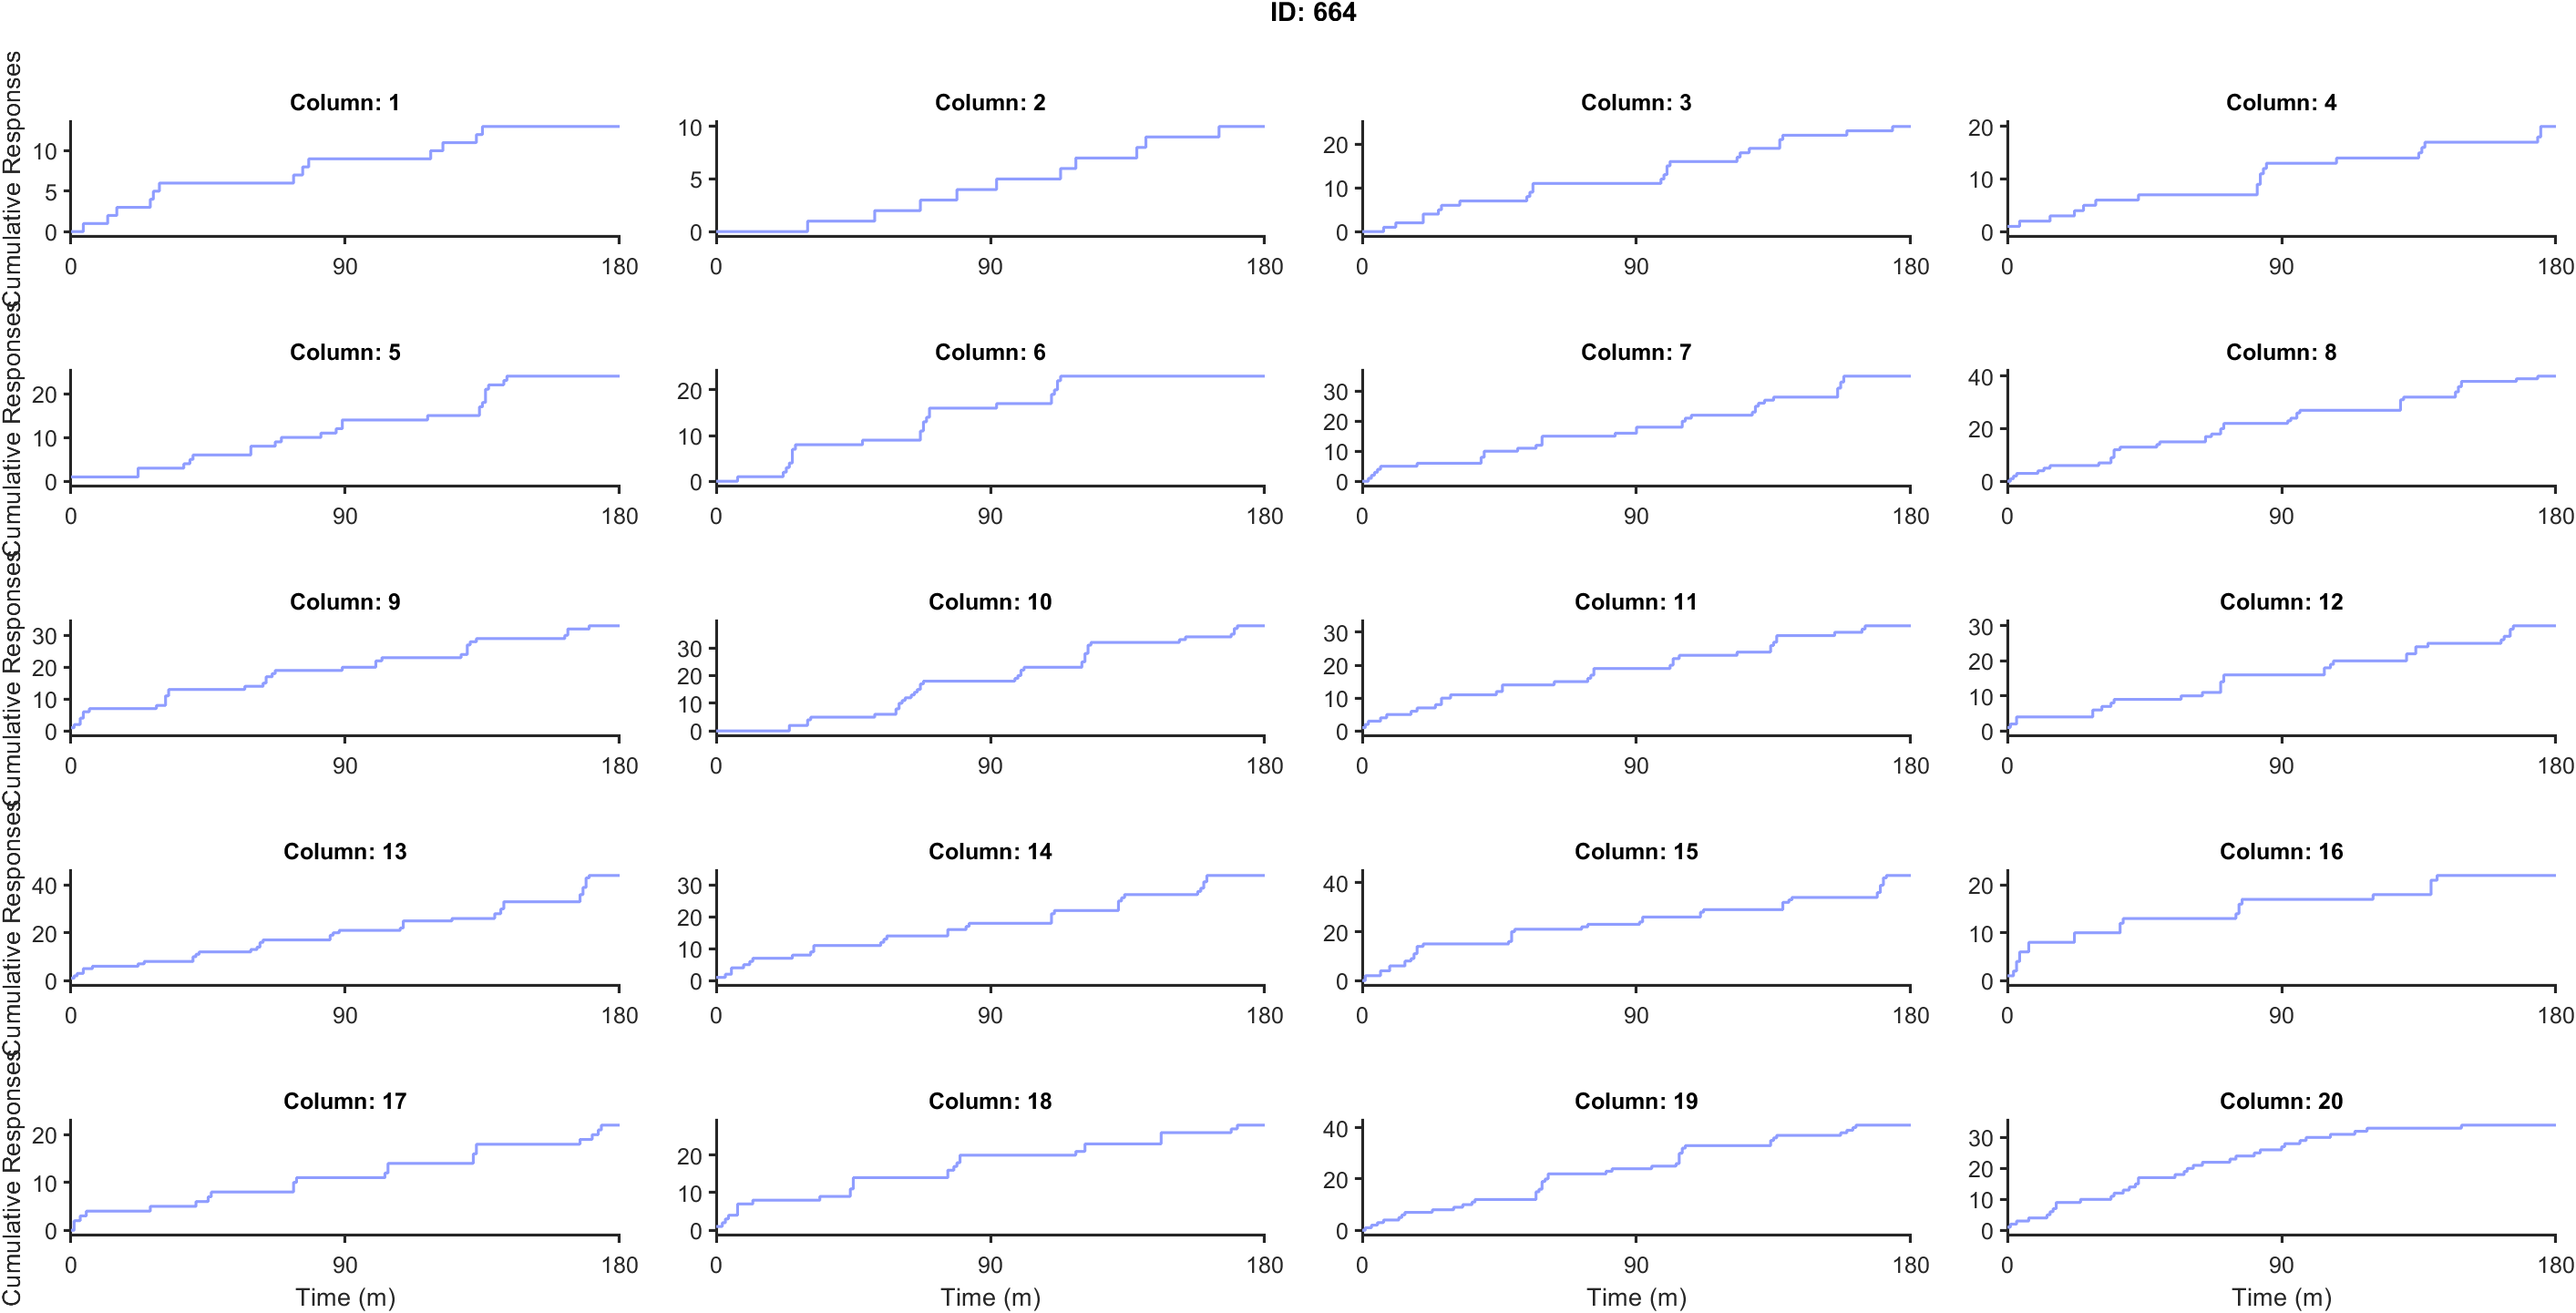 ID: 664
Column: 1
Column: 2
Column: 3
Column: 4
Cumulative Responses
10
5
0
0 90 180
10
5
0
0 90 180
20
10
0
0 90 180
20
10
0
0 90 180
Column: 5
Column: 6
Column: 7
Column: 8
Cumulative Responses
20
10
0
0 90 180
20
10
0
0 90 180
30
20
10
0
0 90 180
40
20
0
0 90 180
Column: 9
Column: 10
Column: 11
Column: 12
Cumulative Responses
30
20
10
0
0 90 180
30
20
10
0
0 90 180
30
20
10
0
0 90 180
30
20
10
0
0 90 180
Column: 13
Column: 14
Column: 15
Column: 16
Cumulative Responses
40
20
0
0 90 180
30
20
10
0
0 90 180
40
20
0
0 90 180
20
10
0
0 90 180
Column: 17
Column: 18
Column: 19
Column: 20
Cumulative Responses
20
10
0
0 90 180
Time (m)
20
10
0
0 90 180
Time (m)
40
20
0
0 90 180
Time (m)
30
20
10
0
0 90 180
Time (m)